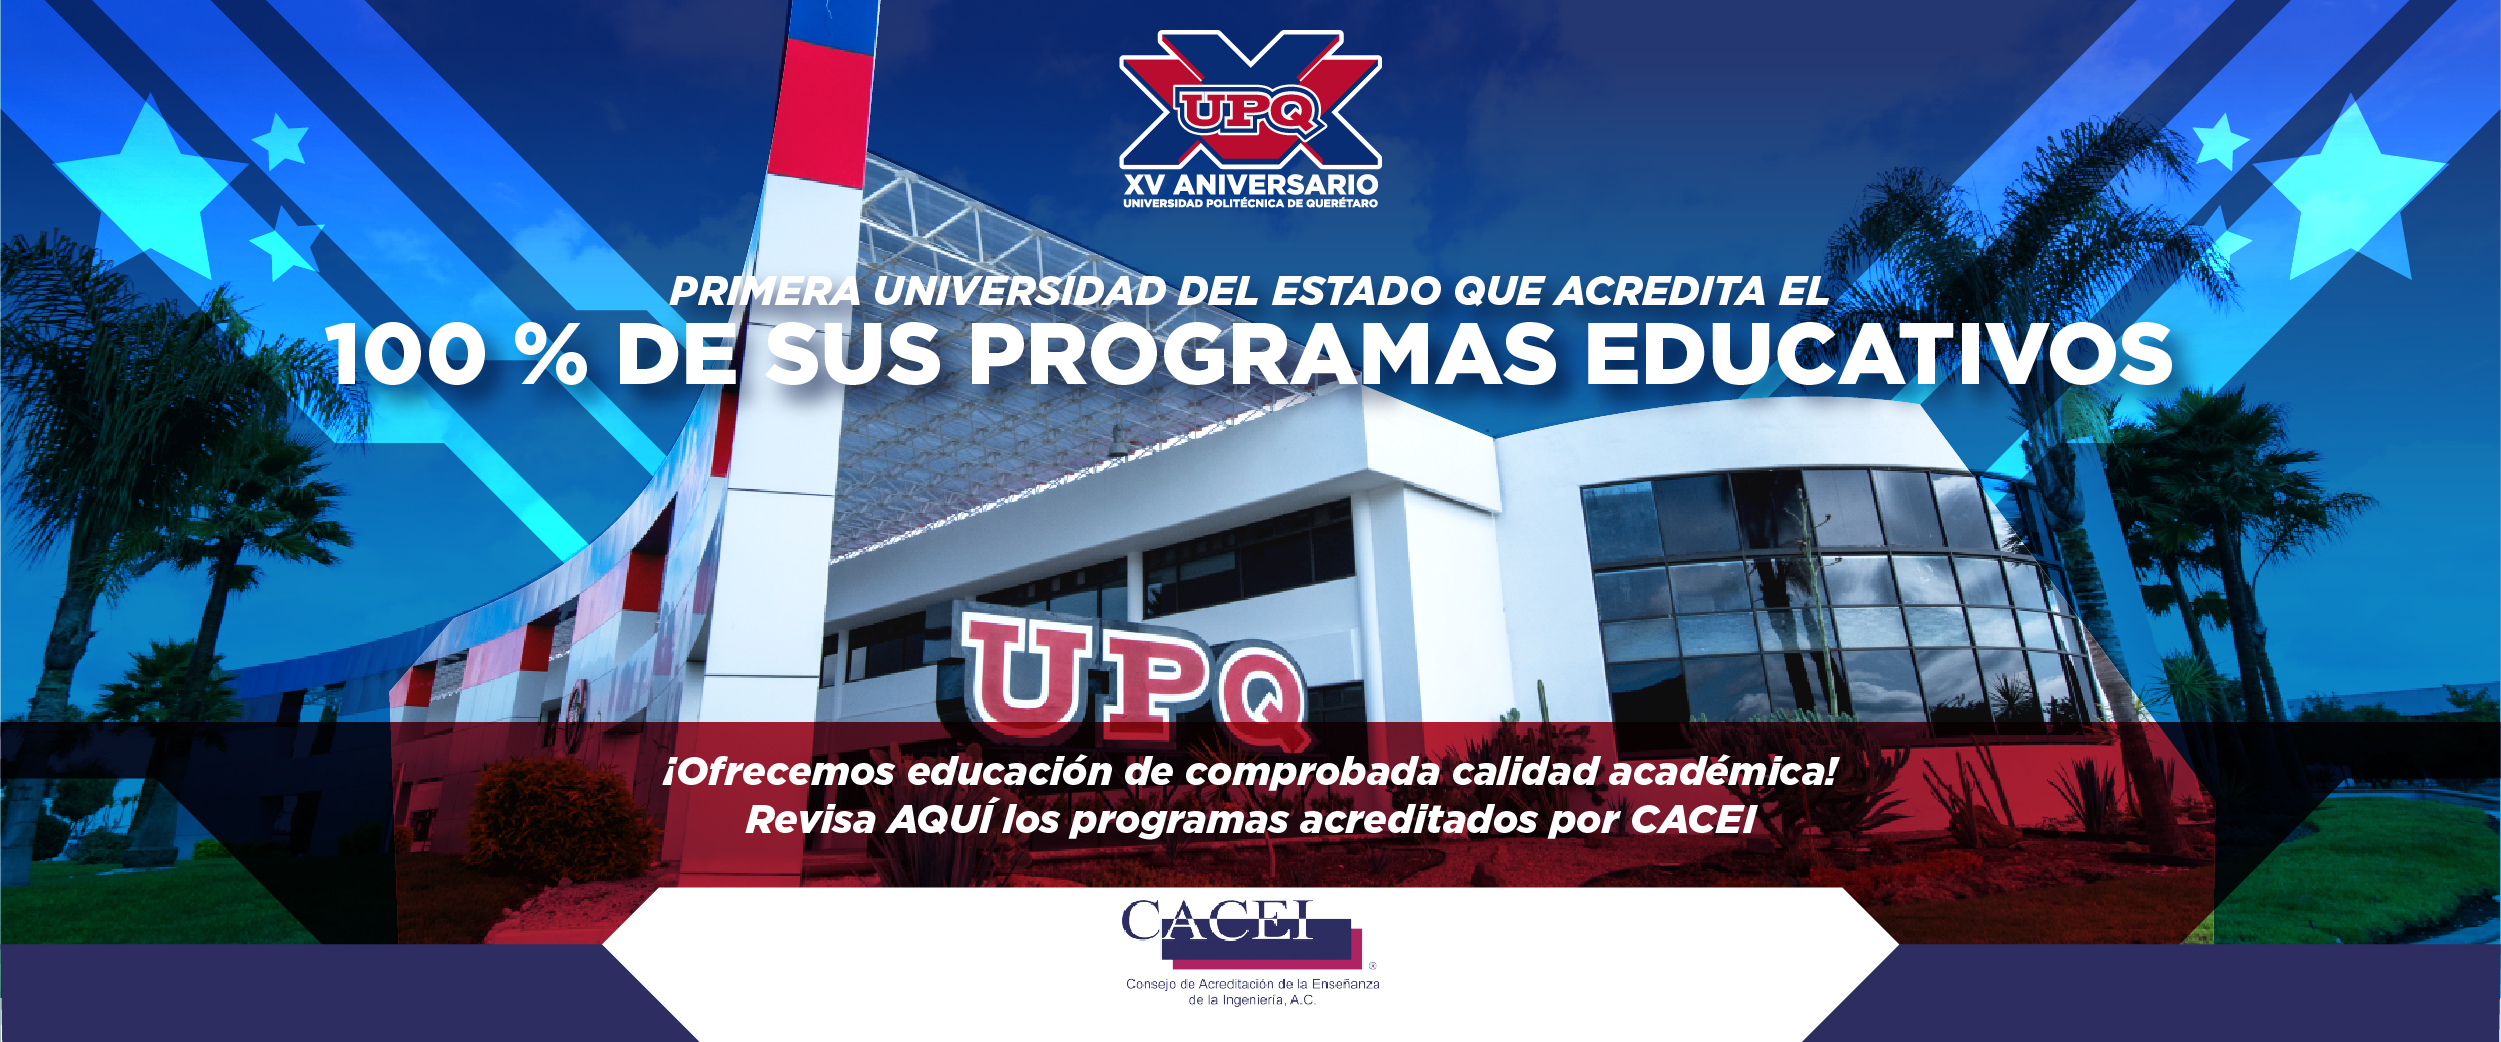 UPQ
XV ANIVERSARIO
UNIVERSIDAD POLITÉCNICA DE QUERÉTARO
PRIMERA UNIVERSIDAD DEL ESTADO QUE ACREDITA EL
100 % DE SUS PROGRAMAS EDUCATIVOS
UPQ
¡Ofrecemos educación de comprobada calidad académica!
Revisa AQUÍ los programas acreditados por CACEI
CACEI
®
Consejo de Acreditación de la Enseñanza
de la Ingeniería, A.C.